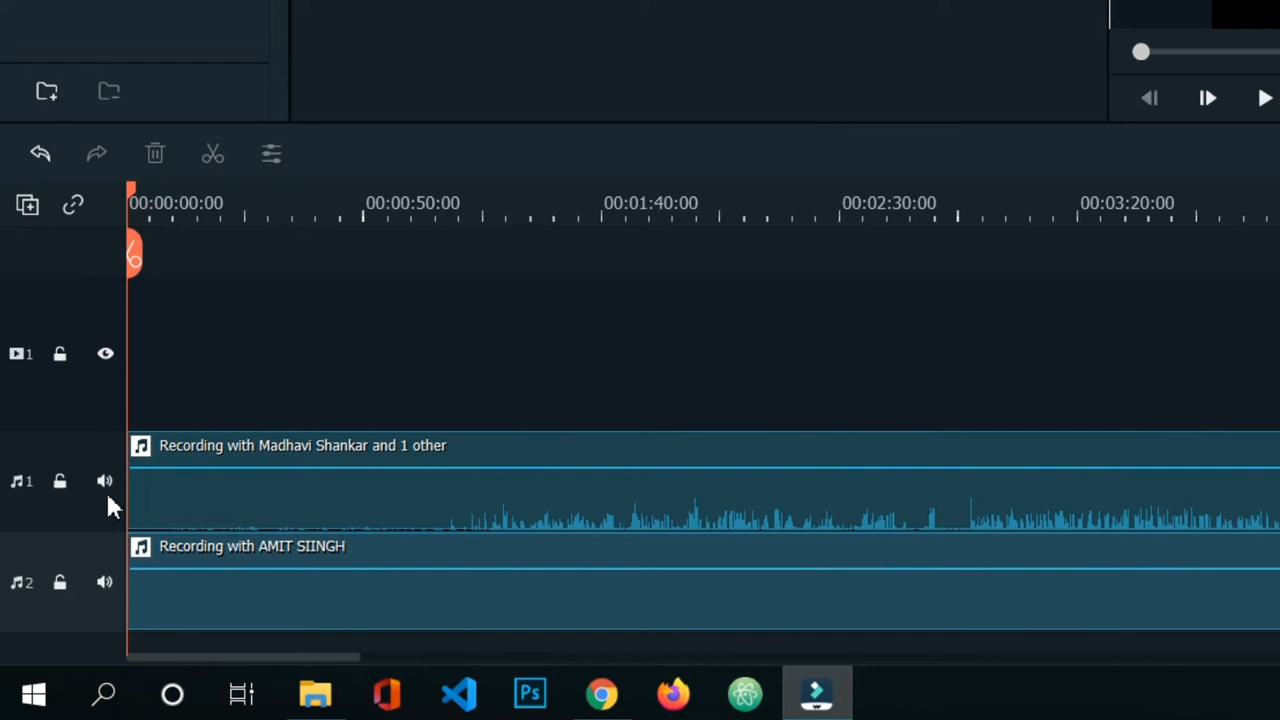 00:00:00:00 00:00:50:00 00:01:40:00 00:02:30:00 00:03:20:00
1
Recording with Madhavi Shankar and 1 other
1
Recording with AMIT SIINGH
2
Ps